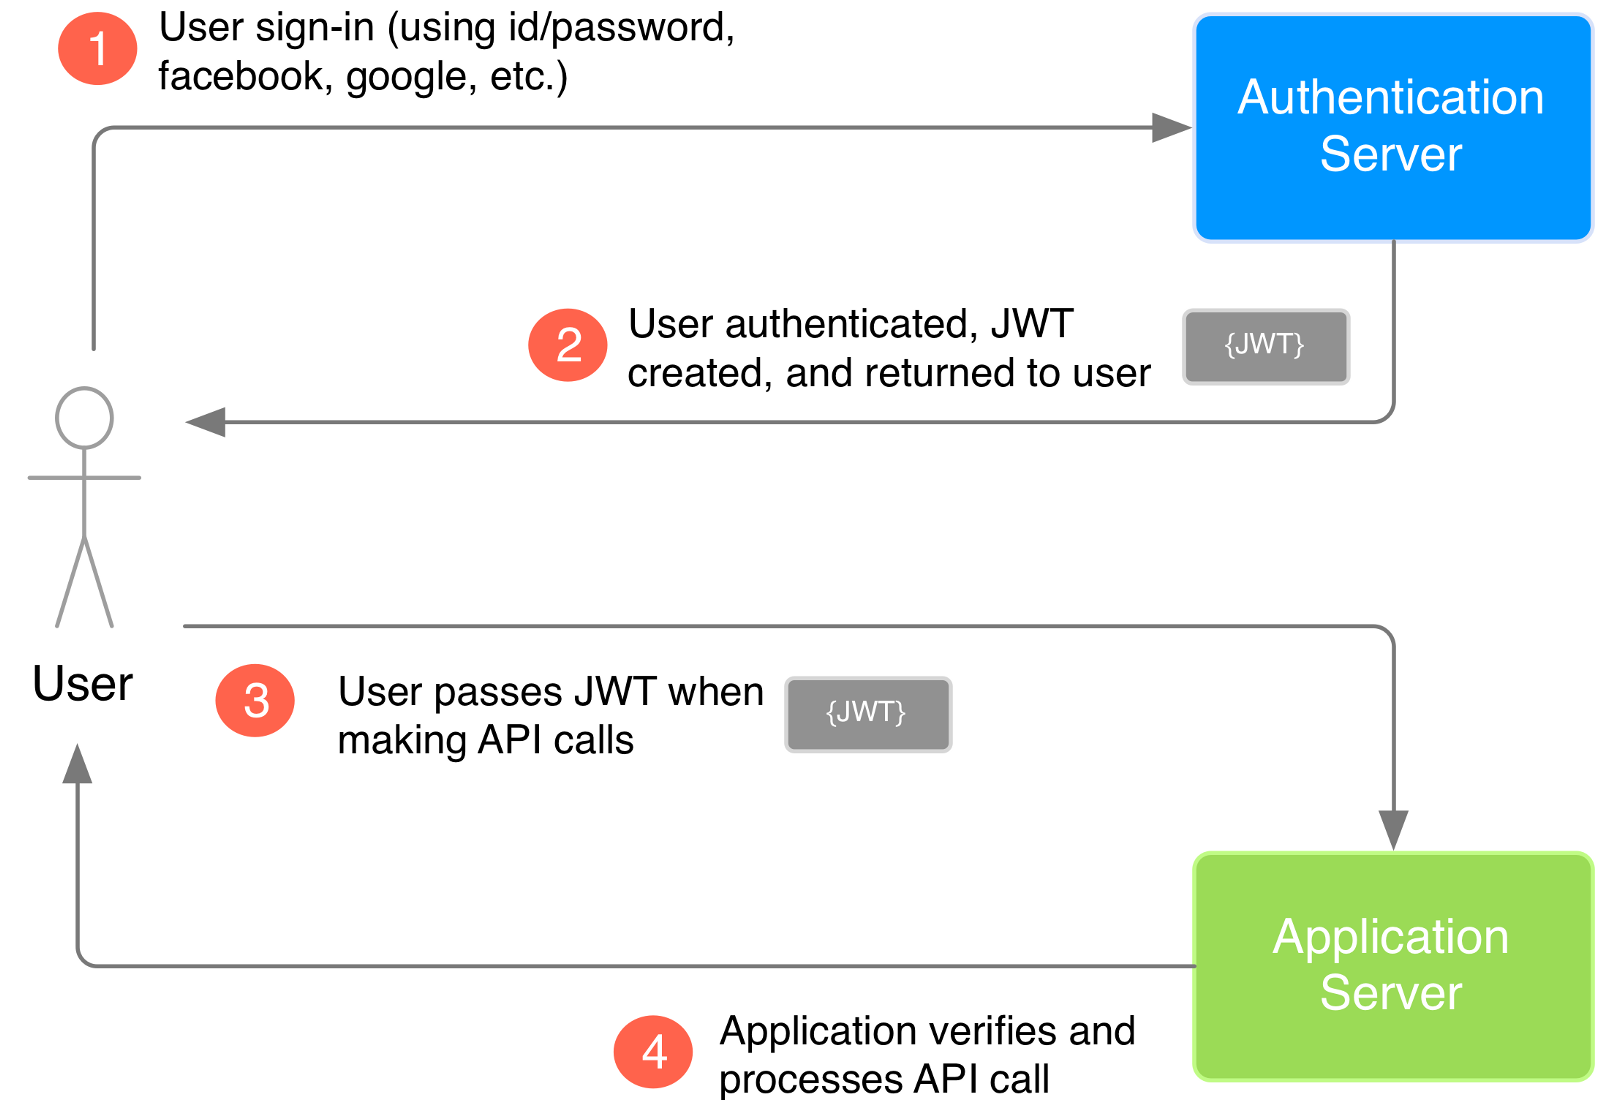 1
User sign-in (using id/password,
facebook, google, etc.)
Authentication
Server
2
User authenticated, JWT
created, and returned to user
{JWT}
User
3
User passes JWT when
making API calls
{JWT}
Application
Server
4
Application verifies and
processes API call